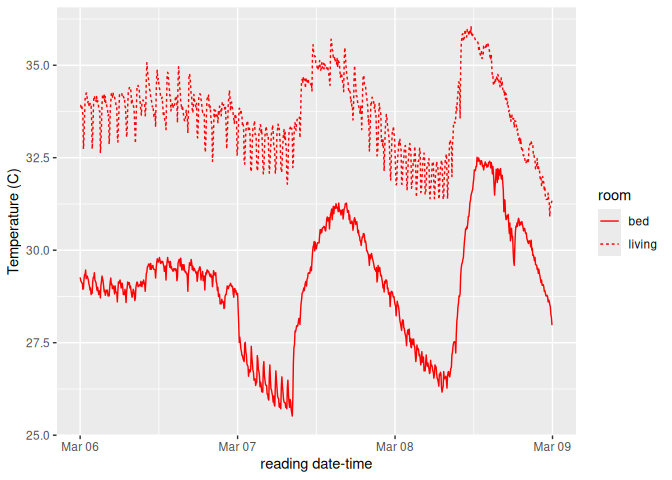 35.0
32.5
30.0
27.5
25.0
Temperature (C)
Mar 06
Mar 07
Mar 08
Mar 09
reading date-time
room
bed
living